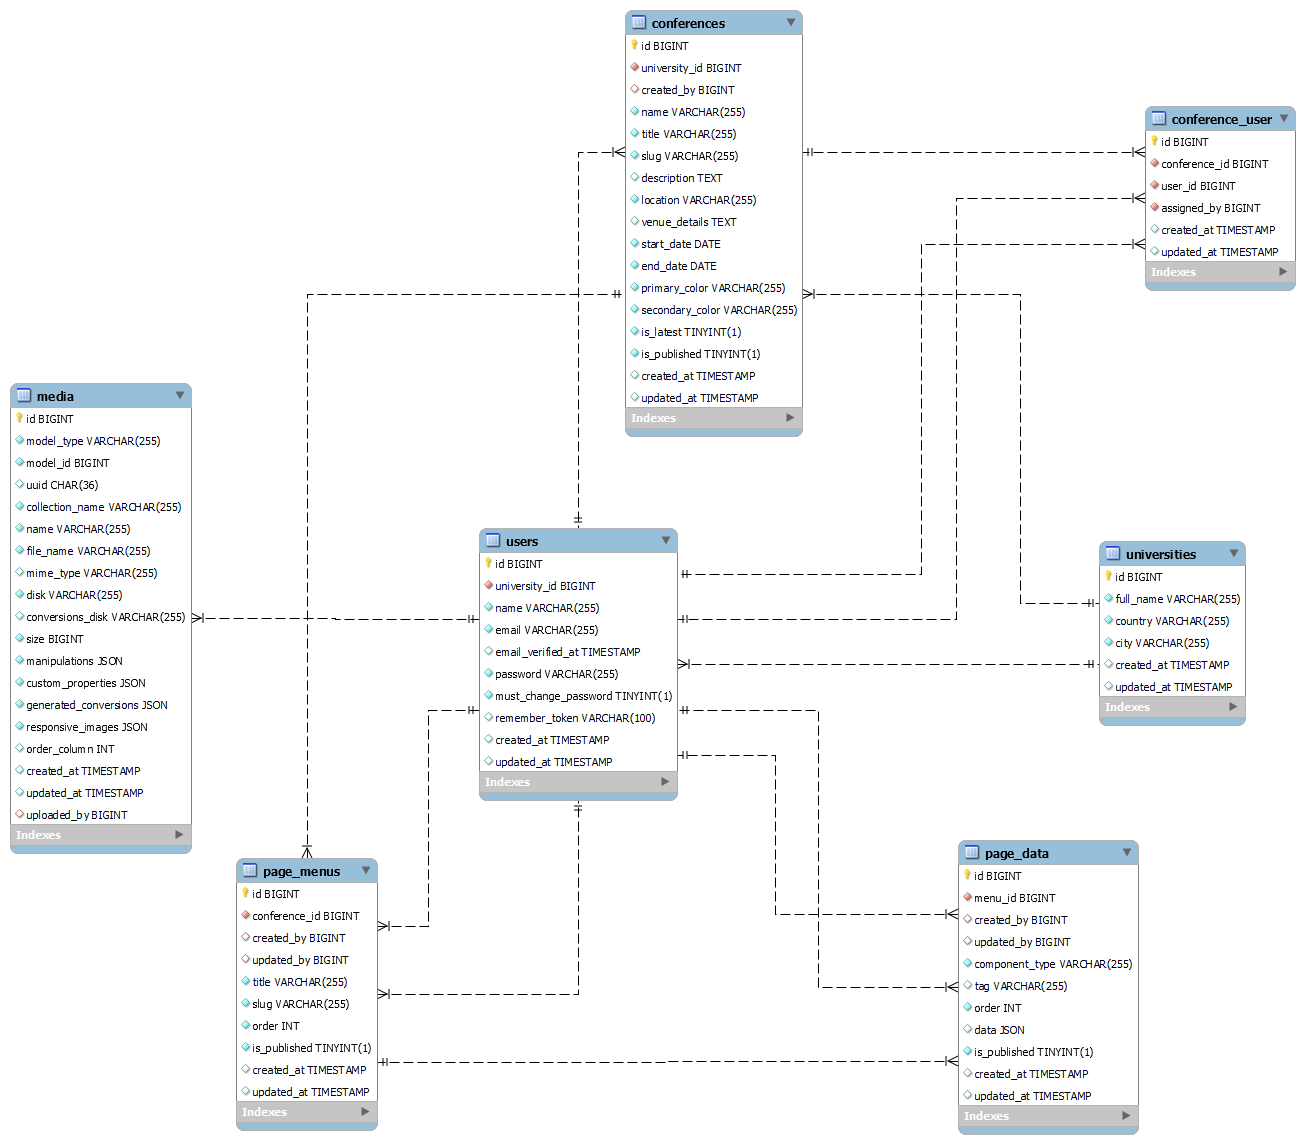 conferences
id BIGINT
university_id BIGINT
created_by BIGINT
name VARCHAR(255)
title VARCHAR(255)
slug VARCHAR(255)
description TEXT
location VARCHAR(255)
venue_details TEXT
start_date DATE
end_date DATE
primary_color VARCHAR(255)
secondary_color VARCHAR(255)
is_latest TINYINT(1)
is_published TINYINT(1)
created_at TIMESTAMP
updated_at TIMESTAMP
Indexes
conference_user
id BIGINT
conference_id BIGINT
user_id BIGINT
assigned_by BIGINT
created_at TIMESTAMP
updated_at TIMESTAMP
Indexes
media
id BIGINT
model_type VARCHAR(255)
model_id BIGINT
uuid CHAR(36)
collection_name VARCHAR(255)
name VARCHAR(255)
file_name VARCHAR(255)
mime_type VARCHAR(255)
disk VARCHAR(255)
conversions_disk VARCHAR(255)
size BIGINT
manipulations JSON
custom_properties JSON
generated_conversions JSON
responsive_images JSON
order_column INT
created_at TIMESTAMP
updated_at TIMESTAMP
uploaded_by BIGINT
Indexes
users
id BIGINT
university_id BIGINT
name VARCHAR(255)
email VARCHAR(255)
email_verified_at TIMESTAMP
password VARCHAR(255)
must_change_password TINYINT(1)
remember_token VARCHAR(100)
created_at TIMESTAMP
updated_at TIMESTAMP
Indexes
universities
id BIGINT
full_name VARCHAR(255)
country VARCHAR(255)
city VARCHAR(255)
created_at TIMESTAMP
updated_at TIMESTAMP
Indexes
page_menus
id BIGINT
conference_id BIGINT
created_by BIGINT
updated_by BIGINT
title VARCHAR(255)
slug VARCHAR(255)
order INT
is_published TINYINT(1)
created_at TIMESTAMP
updated_at TIMESTAMP
Indexes
page_data
id BIGINT
menu_id BIGINT
created_by BIGINT
updated_by BIGINT
component_type VARCHAR(255)
tag VARCHAR(255)
order INT
data JSON
is_published TINYINT(1)
created_at TIMESTAMP
updated_at TIMESTAMP
Indexes